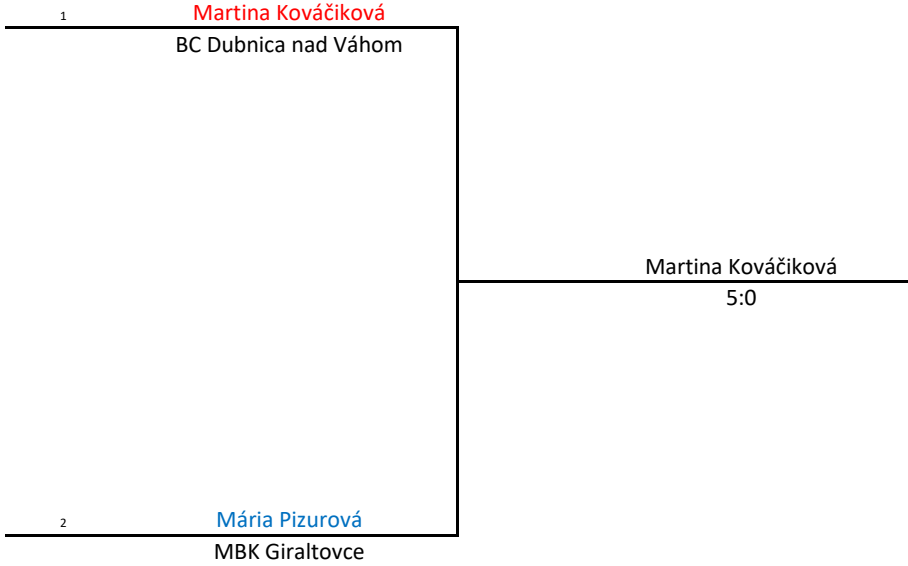 1 Martina Kováčiková
BC Dubnica nad Váhom
Martina Kováčiková
5:0
2 Mária Pizurová
MBK Giraltovce